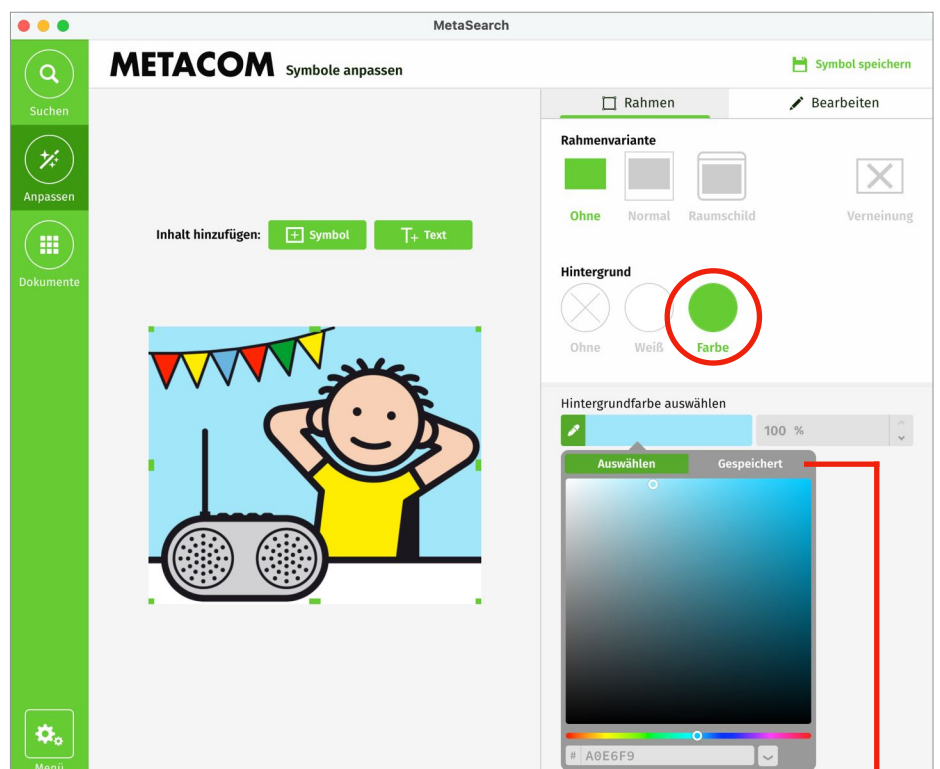 MetaSearch
METACOM Symbole anpassen
Symbol speichern
Suchen
Anpassen
Dokumente
Menü
Inhalt hinzufügen:
Symbol
Text
Rahmen
Bearbeiten
Rahmenvariante
Ohne
Normal
Raumschild
Verneinung
Hintergrund
Ohne
Weiß
Farbe
Hintergrundfarbe auswählen
100 %
Auswählen
Gespeichert
# A0E6F9